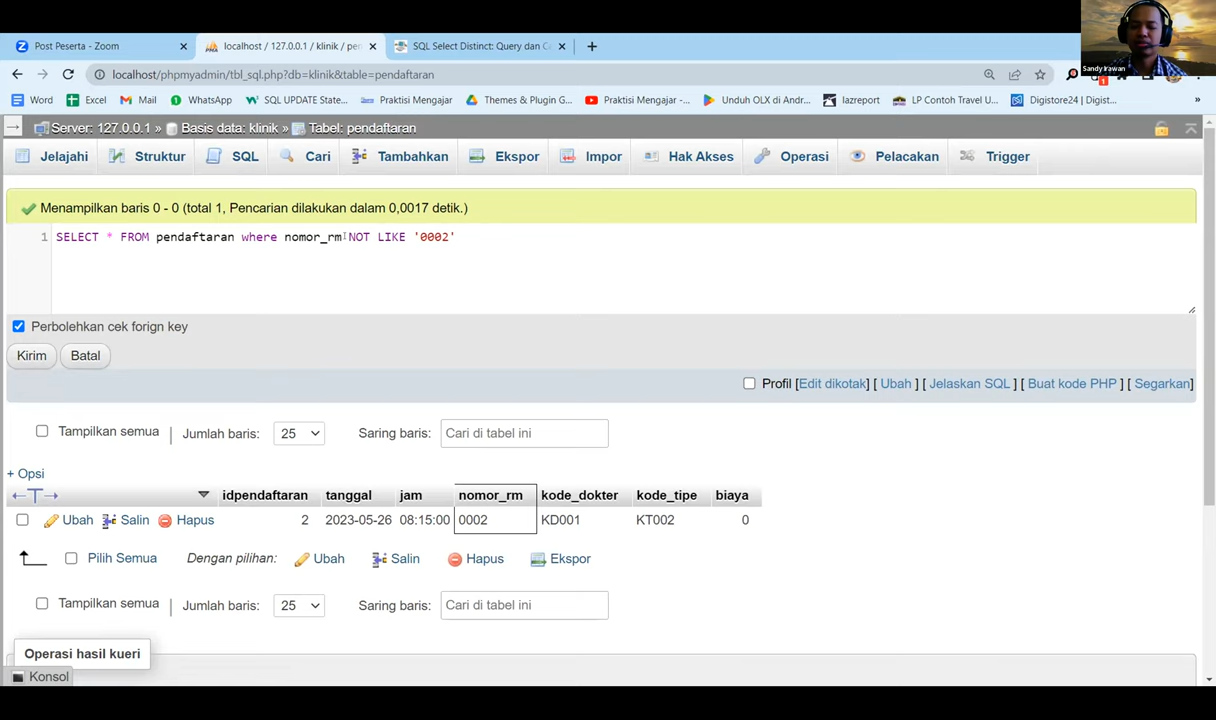 Post Peserta - Zoom
localhost / 127.0.0.1 / klinik / pen
SQL Select Distinct: Query dan C
localhost/phpmyadmin/tbl_sql.php?db=klinik&table=pendaftaran
Word Excel Mail WhatsApp SQL UPDATE State... Praktisi Mengajar Themes & Plugin G... Praktisi Mengajar -... Unduh OLX di Andr... lazreport LP Contoh Travel U... Digistore24 | Digist... »
Sandy Irawan
Server: 127.0.0.1 » Basis data: klinik » Tabel: pendaftaran
Jelajahi Struktur SQL Cari Tambahkan Ekspor Impor Hak Akses Operasi Pelacakan Trigger
Menampilkan baris 0 - 0 (total 1, Pencarian dilakukan dalam 0,0017 detik.)
1 SELECT * FROM pendaftaran where nomor_rm NOT LIKE '0002'
Perbolehkan cek forign key
Kirim Batal
Profil [Edit dikotak] [ Ubah ] [ Jelaskan SQL ] [ Buat kode PHP ] [ Segarkan]
Tampilkan semua Jumlah baris: 25 Saring baris: Cari di tabel ini
+ Opsi
←T→ idpendaftaran tanggal jam nomor_rm kode_dokter kode_tipe biaya
Ubah Salin Hapus 2 2023-05-26 08:15:00 0002 KD001 KT002 0
Pilih Semua Dengan pilihan: Ubah Salin Hapus Ekspor
Tampilkan semua Jumlah baris: 25 Saring baris: Cari di tabel ini
Operasi hasil kueri
Konsol